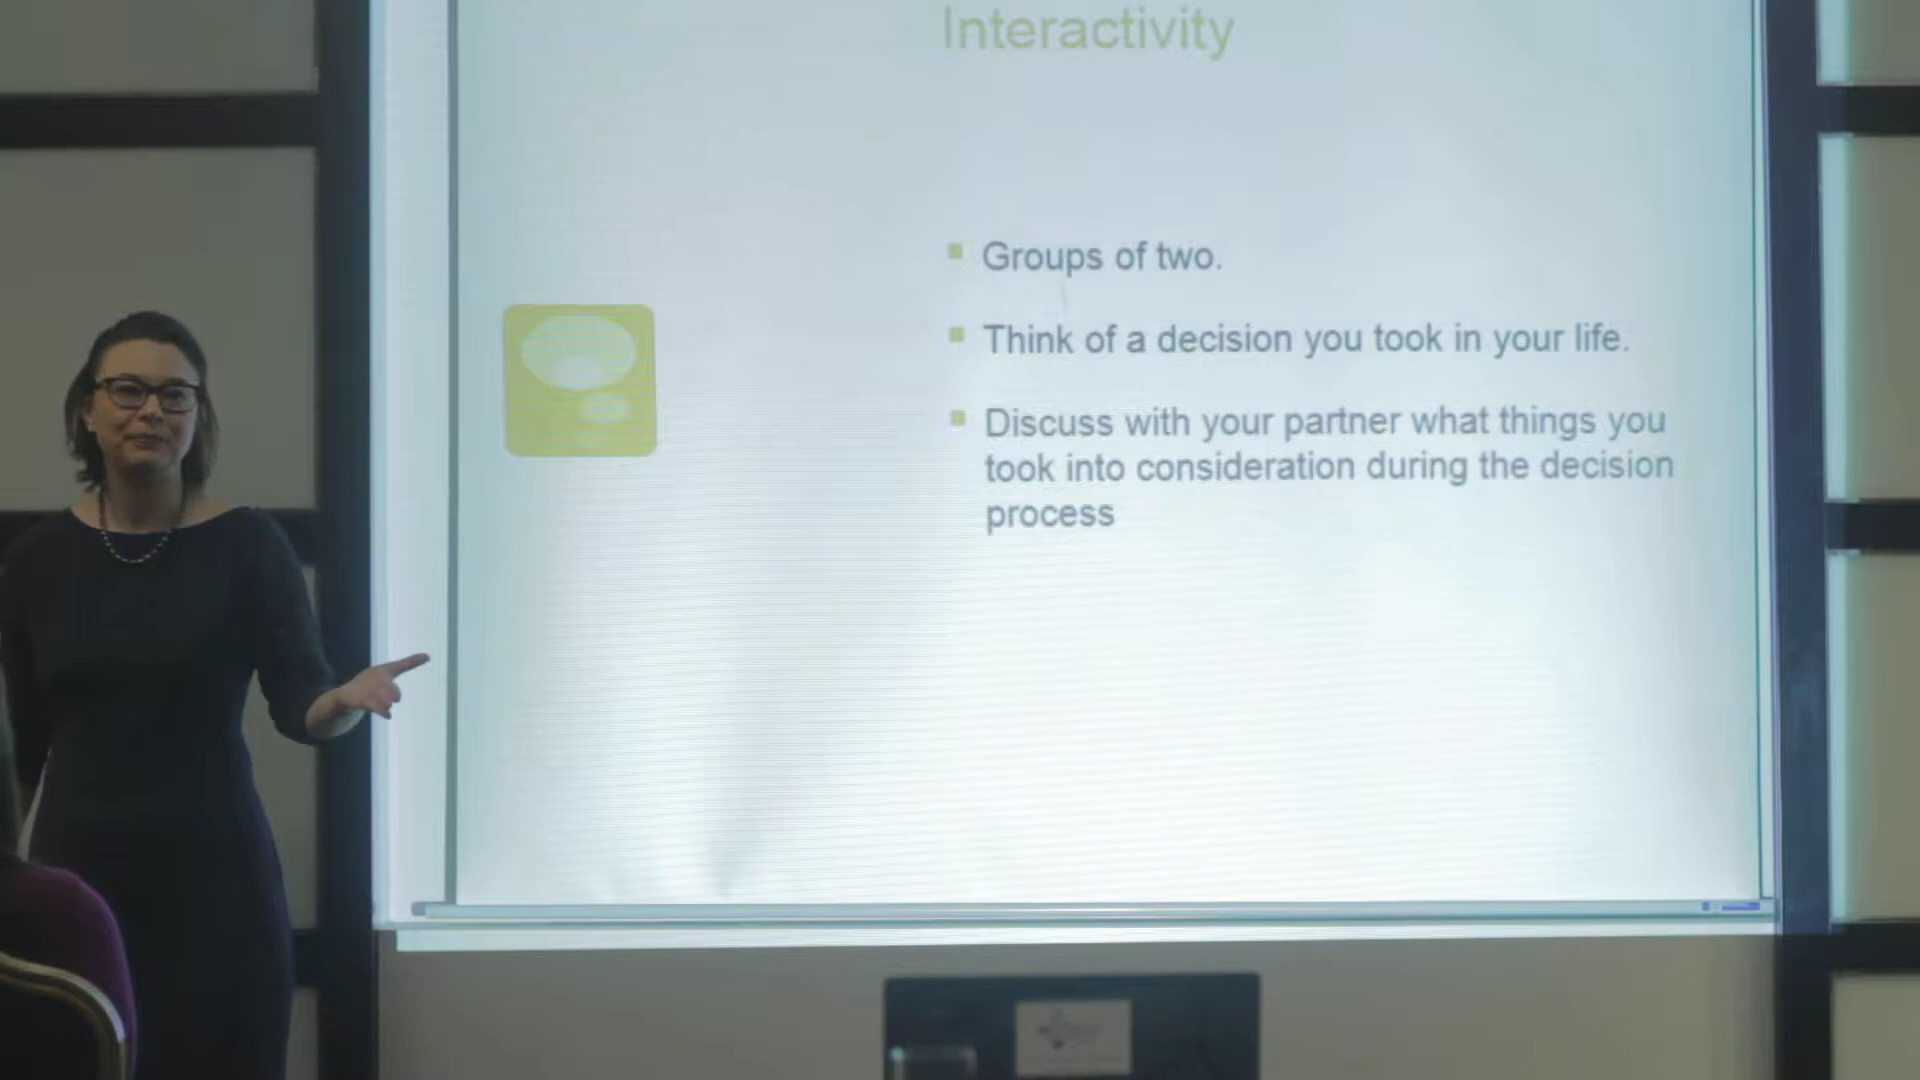 Interactivity
Groups of two.
Think of a decision you took in your life.
Discuss with your partner what things you
took into consideration during the decision
process